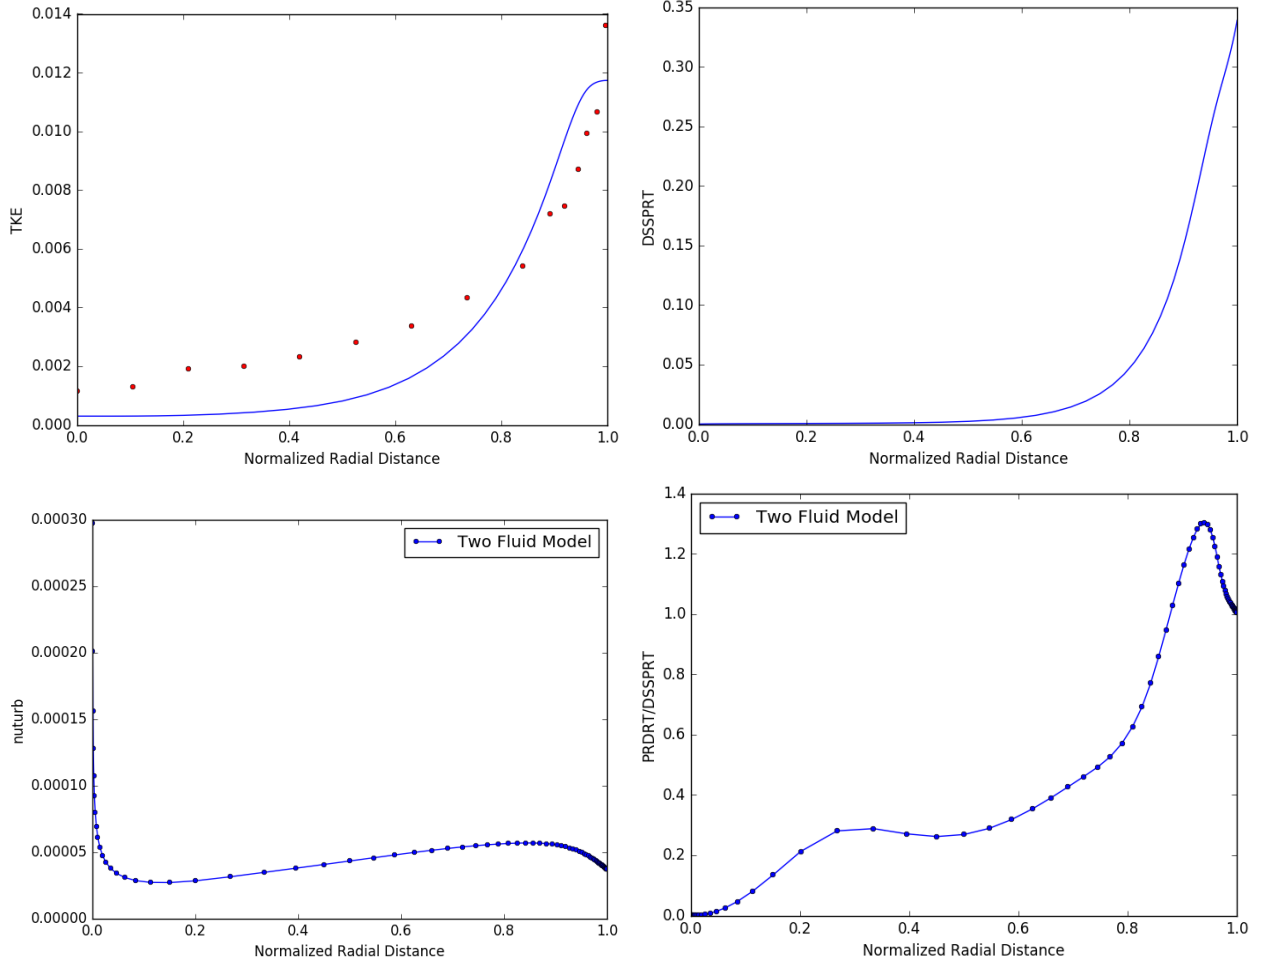 0.014
0.012
0.010
0.008
0.006
0.004
0.002
0.000
TKE
0.0 0.2 0.4 0.6 0.8 1.0
Normalized Radial Distance
0.35
0.30
0.25
0.20
0.15
0.10
0.05
0.00
DSSPRT
0.0 0.2 0.4 0.6 0.8 1.0
Normalized Radial Distance
0.00030
0.00025
0.00020
0.00015
0.00010
0.00005
0.00000
nuturb
Two Fluid Model
0.0 0.2 0.4 0.6 0.8 1.0
Normalized Radial Distance
1.4
1.2
1.0
0.8
0.6
0.4
0.2
0.0
PRDRT/DSSPRT
Two Fluid Model
0.0 0.2 0.4 0.6 0.8 1.0
Normalized Radial Distance